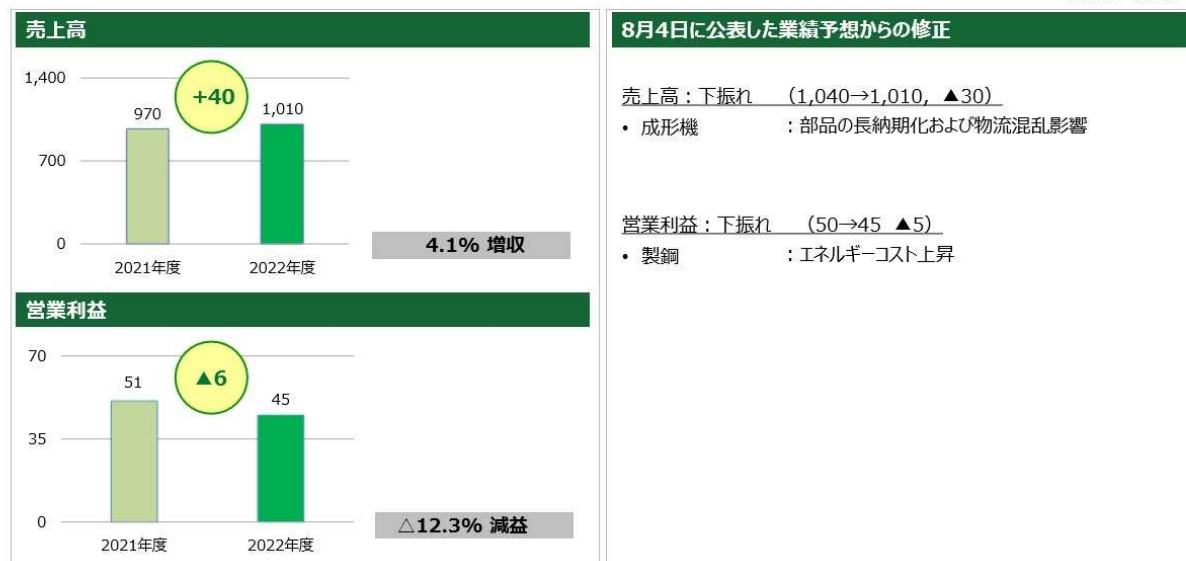 売上高
1,400
+40
970
1,010
700
0
4.1% 増収
2021年度
2022年度
営業利益
70
51
▲6
45
35
0
△12.3% 減益
2021年度
2022年度
8月4日に公表した業績予想からの修正
売上高：下振れ （1,040→1,010, ▲30）
• 成形機 ：部品の長納期化および物流混乱影響
営業利益：下振れ （50→45 ▲5）
• 製鋼 ：エネルギーコスト上昇